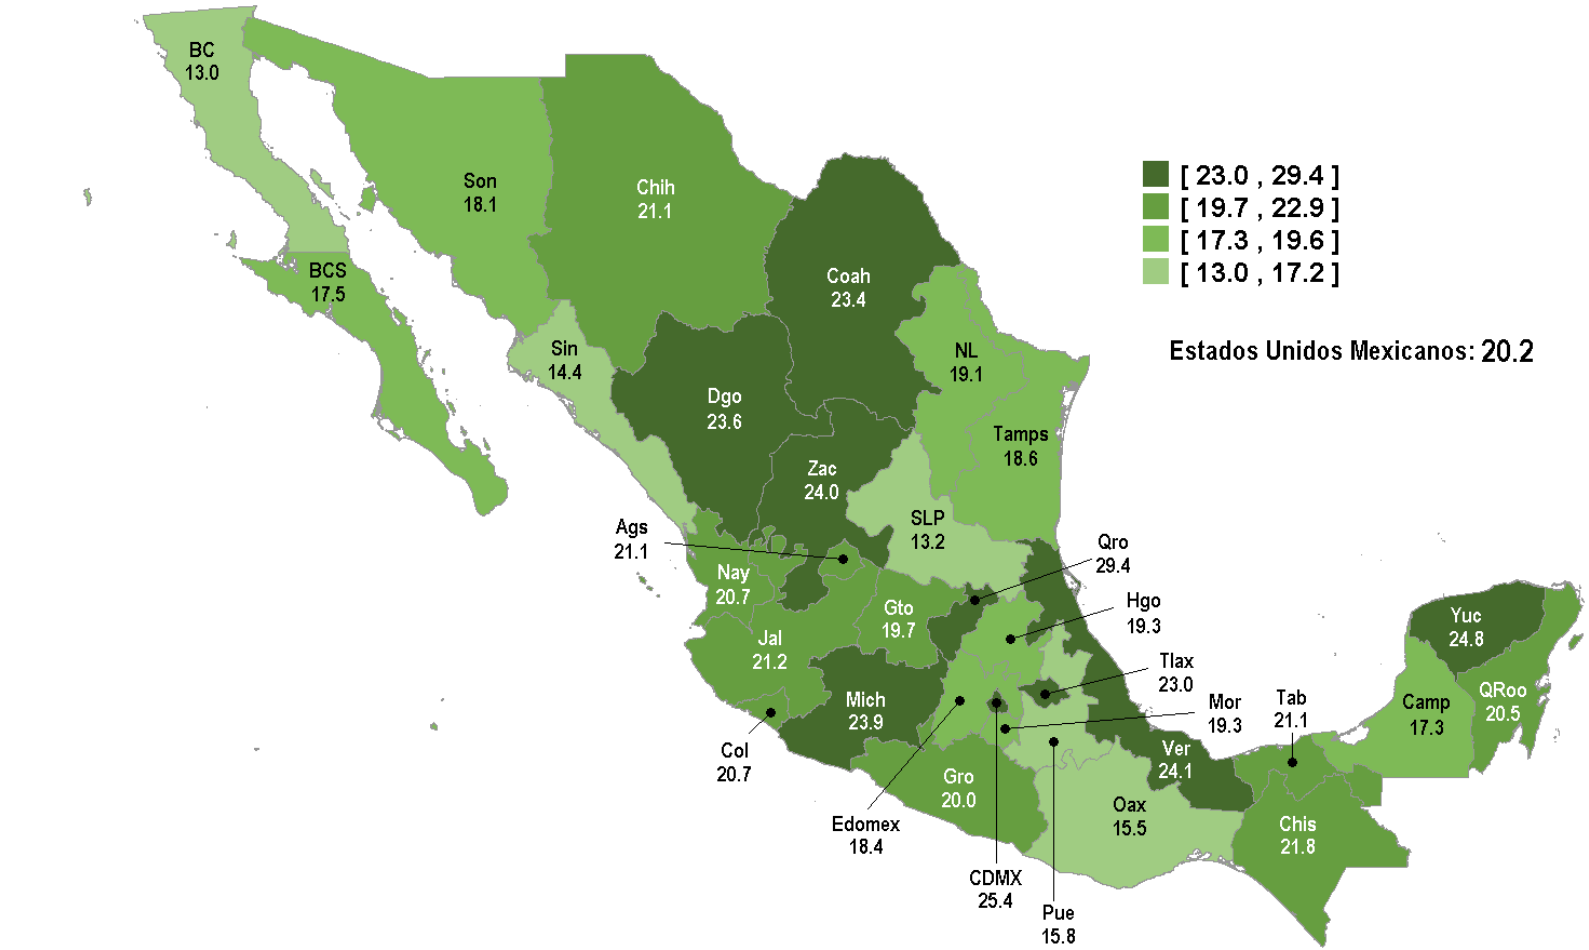 BC
13.0
Son
18.1
Chih
21.1
[ 23.0 , 29.4 ]
[ 19.7 , 22.9 ]
[ 17.3 , 19.6 ]
[ 13.0 , 17.2 ]
BCS
17.5
Coah
23.4
Estados Unidos Mexicanos: 20.2
Sin
14.4
NL
19.1
Dgo
23.6
Tamps
18.6
Zac
24.0
SLP
13.2
Ags
21.1
Qro
29.4
Nay
20.7
Hgo
19.3
Gto
19.7
Yuc
24.8
Jal
21.2
Tlax
23.0
Mich
23.9
QRoo
20.5
Mor
19.3
Tab
21.1
Camp
17.3
Col
20.7
Ver
24.1
Gro
20.0
Oax
15.5
Edomex
18.4
Chis
21.8
CDMX
25.4
Pue
15.8